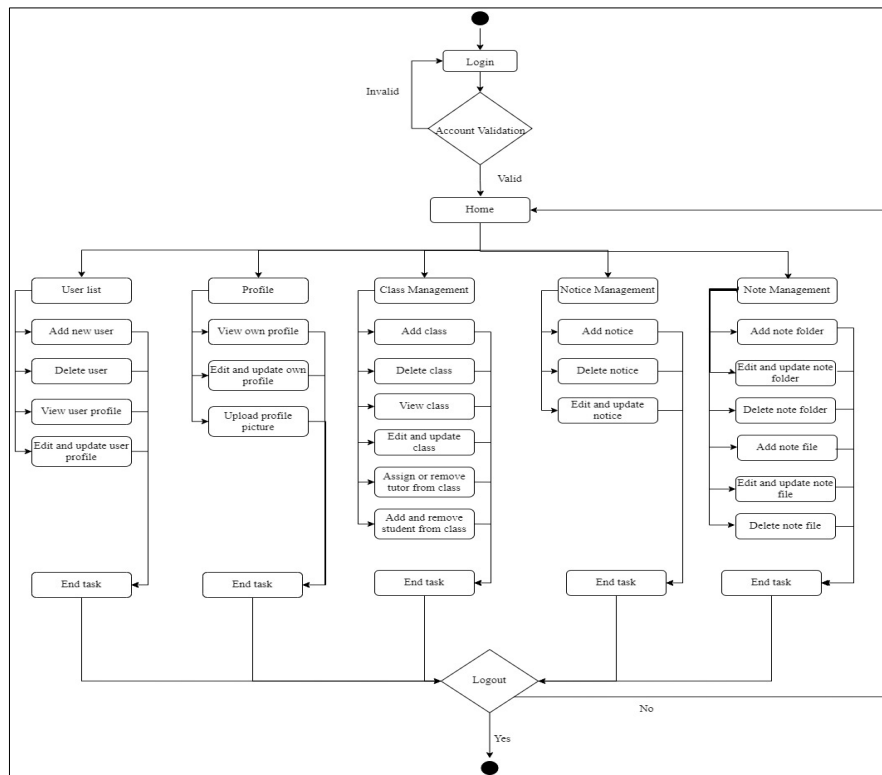 Login
Invalid
Account Validation
Valid
Home
User list
Profile
Class Management
Notice Management
Note Management
Add new user
Delete user
View user profile
Edit and update user
profile
View own profile
Edit and update own
profile
Upload profile
picture
Add class
Delete class
View class
Edit and update
class
Assign or remove
tutor from class
Add and remove
student from class
Add notice
Delete notice
Edit and update
notice
Add note folder
Edit and update note
folder
Delete note folder
Add note file
Edit and update note
file
Delete note file
End task
End task
End task
End task
End task
Logout
No
Yes